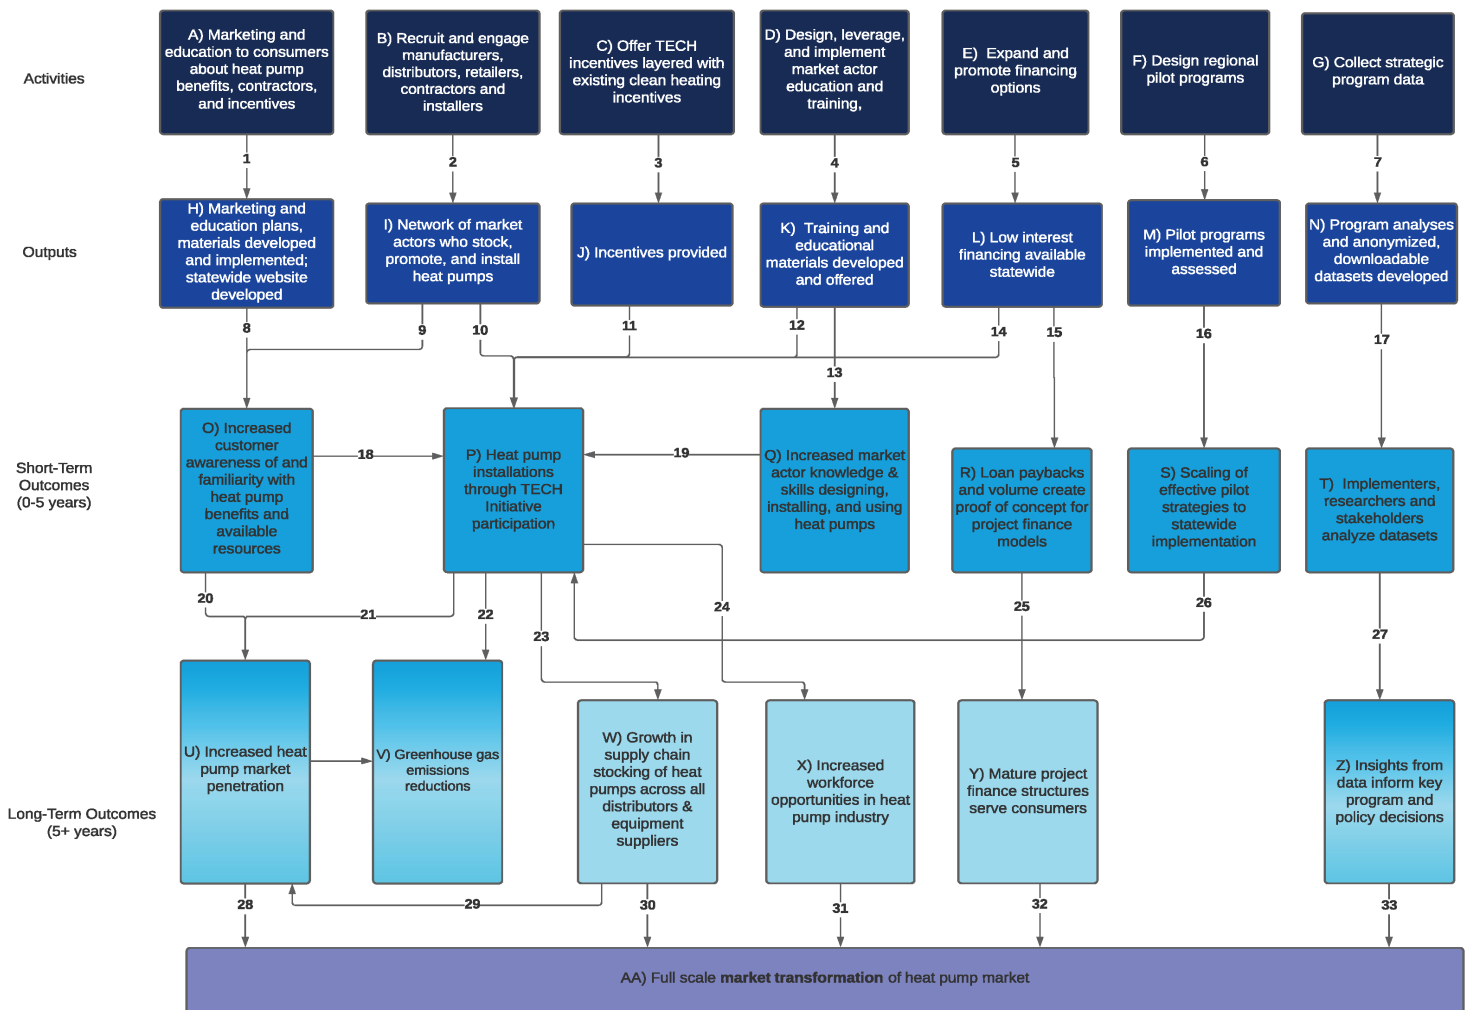 Activities
A) Marketing and
education to consumers
about heat pump
benefits, contractors,
and incentives
B) Recruit and engage
manufacturers,
distributors, retailers,
contractors and
installers
C) Offer TECH
incentives layered with
existing clean heating
incentives
D) Design, leverage,
and implement
market actor
education and
training,
E)  Expand and
promote financing
options
F) Design regional
pilot programs
G) Collect strategic
program data
1
2
3
4
5
6
7
Outputs
H) Marketing and
education plans,
materials developed
and implemented;
statewide website
developed
I) Network of market
actors who stock,
promote, and install
heat pumps
J) Incentives provided
K)  Training and
educational
materials developed
and offered
L) Low interest
financing available
statewide
M) Pilot programs
implemented and
assessed
N) Program analyses
and anonymized,
downloadable
datasets developed
8
9
10
11
12
13
14
15
16
17
Short-Term
Outcomes
(0-5 years)
O) Increased
customer
awareness of and
familiarity with
heat pump
benefits and
available
resources
18
P) Heat pump
installations
through TECH
Initiative
participation
19
Q) Increased market
actor knowledge &
skills designing,
installing, and using
heat pumps
R) Loan paybacks
and volume create
proof of concept for
project finance
models
S) Scaling of
effective pilot
strategies to
statewide
implementation
T)  Implementers,
researchers and
stakeholders
analyze datasets
20
21
22
23
24
25
26
27
Long-Term Outcomes
(5+ years)
U) Increased heat
pump market
penetration
V) Greenhouse gas
emissions
reductions
W) Growth in
supply chain
stocking of heat
pumps across all
distributors &
equipment
suppliers
X) Increased
workforce
opportunities in heat
pump industry
Y) Mature project
finance structures
serve consumers
Z) Insights from
data inform key
program and
policy decisions
28
29
30
31
32
33
AA) Full scale market transformation of heat pump market